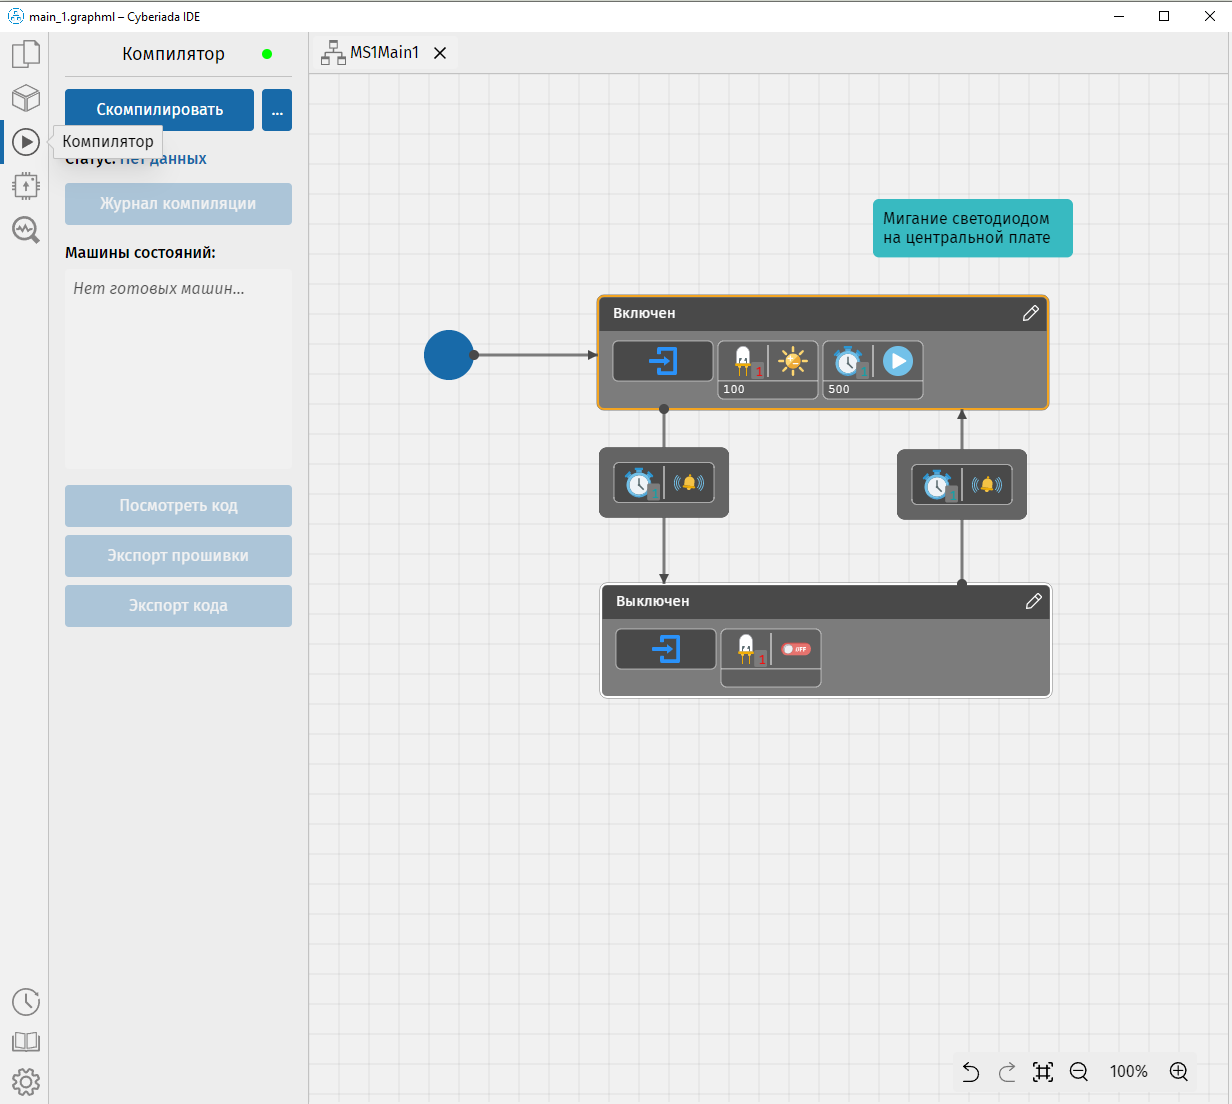 main_1.graphml – Cyberiada IDE
Компилятор
Скомпилировать
...
Компилятор
Статус: Нет данных
Журнал компиляции
Машины состояний:
Нет готовых машин...
Посмотреть код
Экспорт прошивки
Экспорт кода
MS1Main1
Мигание светодиодом
на центральной плате
Включен
1
1
100
500
1
1
Выключен
1
OFF
100%